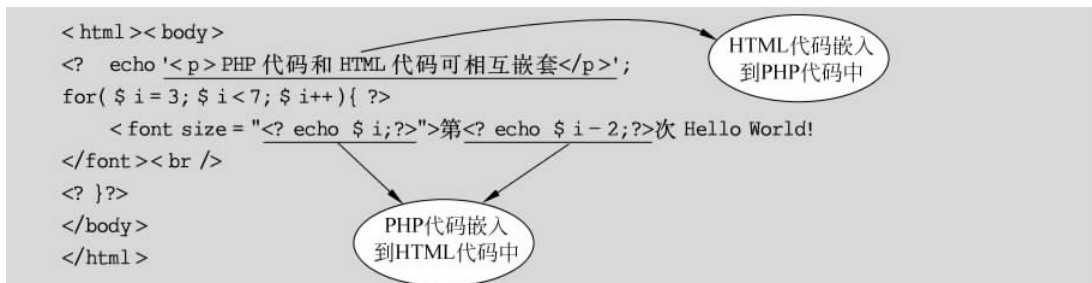 <html><body>
<?  echo '<p>PHP 代码和 HTML 代码可相互嵌套</p>';
for($i=3;$i<7;$i++){ ?>
    <font size="<? echo $i;?>">第<? echo $i-2;?>次 Hello World!
</font><br />
<? }?>
</body>
</html>
HTML代码嵌入
到PHP代码中
PHP代码嵌入
到HTML代码中